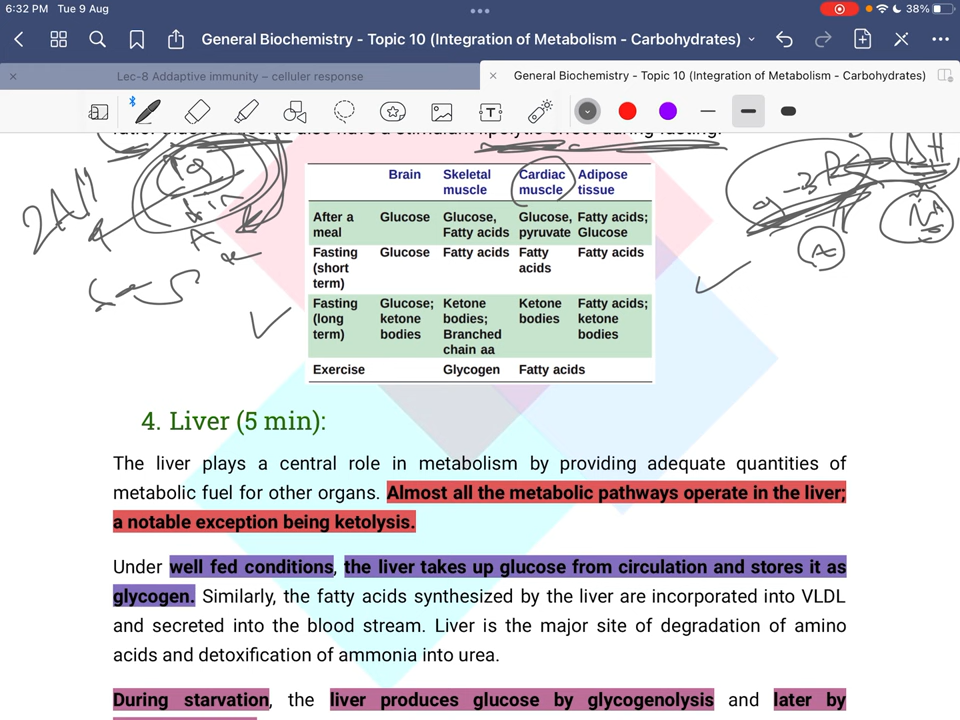 6:32 PM Tue 9 Aug
38%
General Biochemistry - Topic 10 (Integration of Metabolism - Carbohydrates)
Lec-8 Addaptive immunity – celluler response
General Biochemistry - Topic 10 (Integration of Metabolism - Carbohydrates)
effect during fasting.
Brain Skeletal muscle Cardiac muscle Adipose tissue
After a meal Glucose Glucose, Fatty acids Glucose, pyruvate Fatty acids; Glucose
Fasting (short term) Glucose Fatty acids Fatty acids Fatty acids
Fasting (long term) Glucose; ketone bodies Ketone bodies; Branched chain aa Ketone bodies Fatty acids; ketone bodies
Exercise Glycogen Fatty acids
4. Liver (5 min):
The liver plays a central role in metabolism by providing adequate quantities of
metabolic fuel for other organs. Almost all the metabolic pathways operate in the liver;
a notable exception being ketolysis.
Under well fed conditions, the liver takes up glucose from circulation and stores it as
glycogen. Similarly, the fatty acids synthesized by the liver are incorporated into VLDL
and secreted into the blood stream. Liver is the major site of degradation of amino
acids and detoxification of ammonia into urea.
During starvation, the liver produces glucose by glycogenolysis and later by